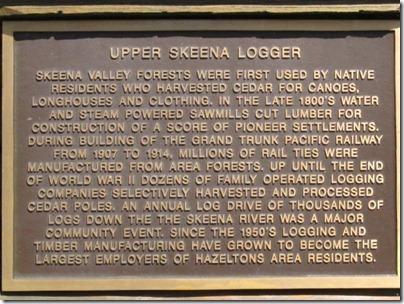 UPPER SKEENA LOGGER
SKEENA VALLEY FORESTS WERE FIRST USED BY NATIVE
RESIDENTS WHO HARVESTED CEDAR FOR CANOES,
LONGHOUSES AND CLOTHING. IN THE LATE 1800'S WATER
AND STEAM POWERED SAWMILLS CUT LUMBER FOR
CONSTRUCTION OF A SCORE OF PIONEER SETTLEMENTS.
DURING BUILDING OF THE GRAND TRUNK PACIFIC RAILWAY
FROM 1907 TO 1914, MILLIONS OF RAIL TIES WERE
MANUFACTURED FROM AREA FORESTS. UP UNTIL THE END
OF WORLD WAR II DOZENS OF FAMILY OPERATED LOGGING
COMPANIES SELECTIVELY HARVESTED AND PROCESSED
CEDAR POLES. AN ANNUAL LOG DRIVE OF THOUSANDS OF
LOGS DOWN THE THE SKEENA RIVER WAS A MAJOR
COMMUNITY EVENT. SINCE THE 1950'S LOGGING AND
TIMBER MANUFACTURING HAVE GROWN TO BECOME THE
LARGEST EMPLOYERS OF HAZELTONS AREA RESIDENTS.